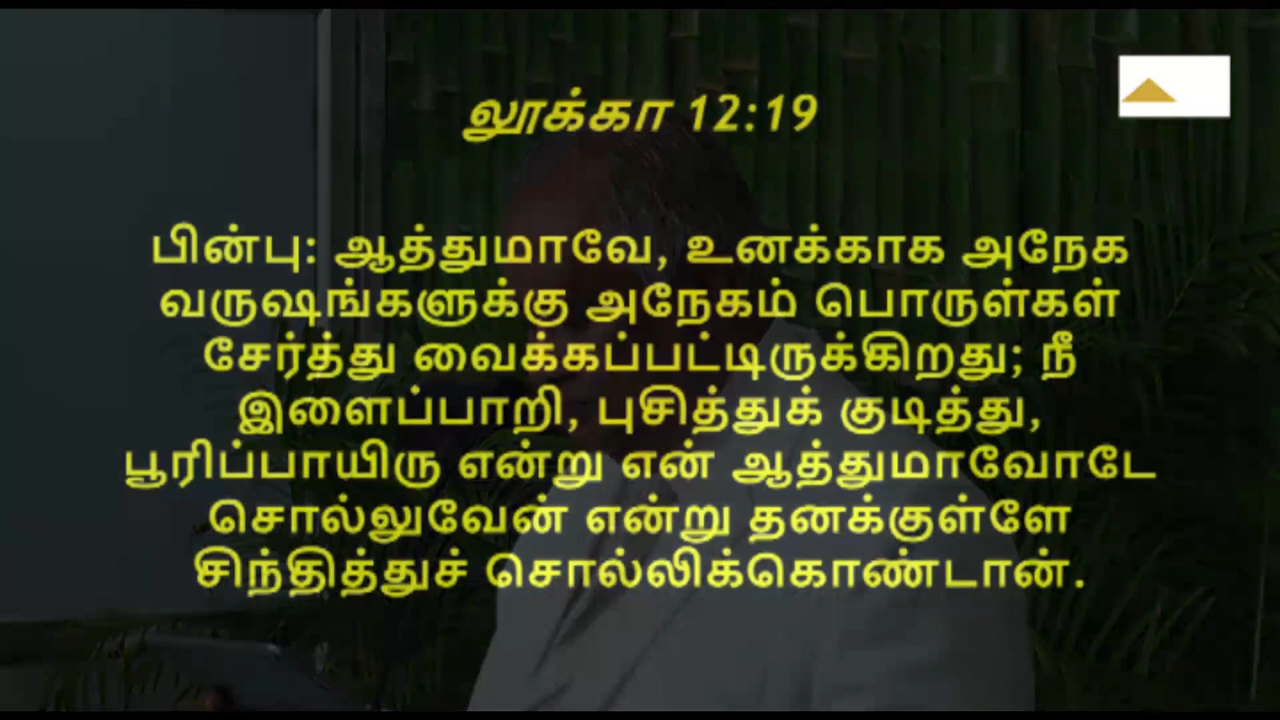 லூக்கா 12:19
பின்பு: ஆத்துமாவே, உனக்காக அநேக
வருஷங்களுக்கு அநேகம் பொருள்கள்
சேர்த்து வைக்கப்பட்டிருக்கிறது; நீ
இளைப்பாறி, புசித்துக் குடித்து,
பூரிப்பாயிரு என்று என் ஆத்துமாவோடே
சொல்லுவேன் என்று தனக்குள்ளே
சிந்தித்துச் சொல்லிக்கொண்டான்.